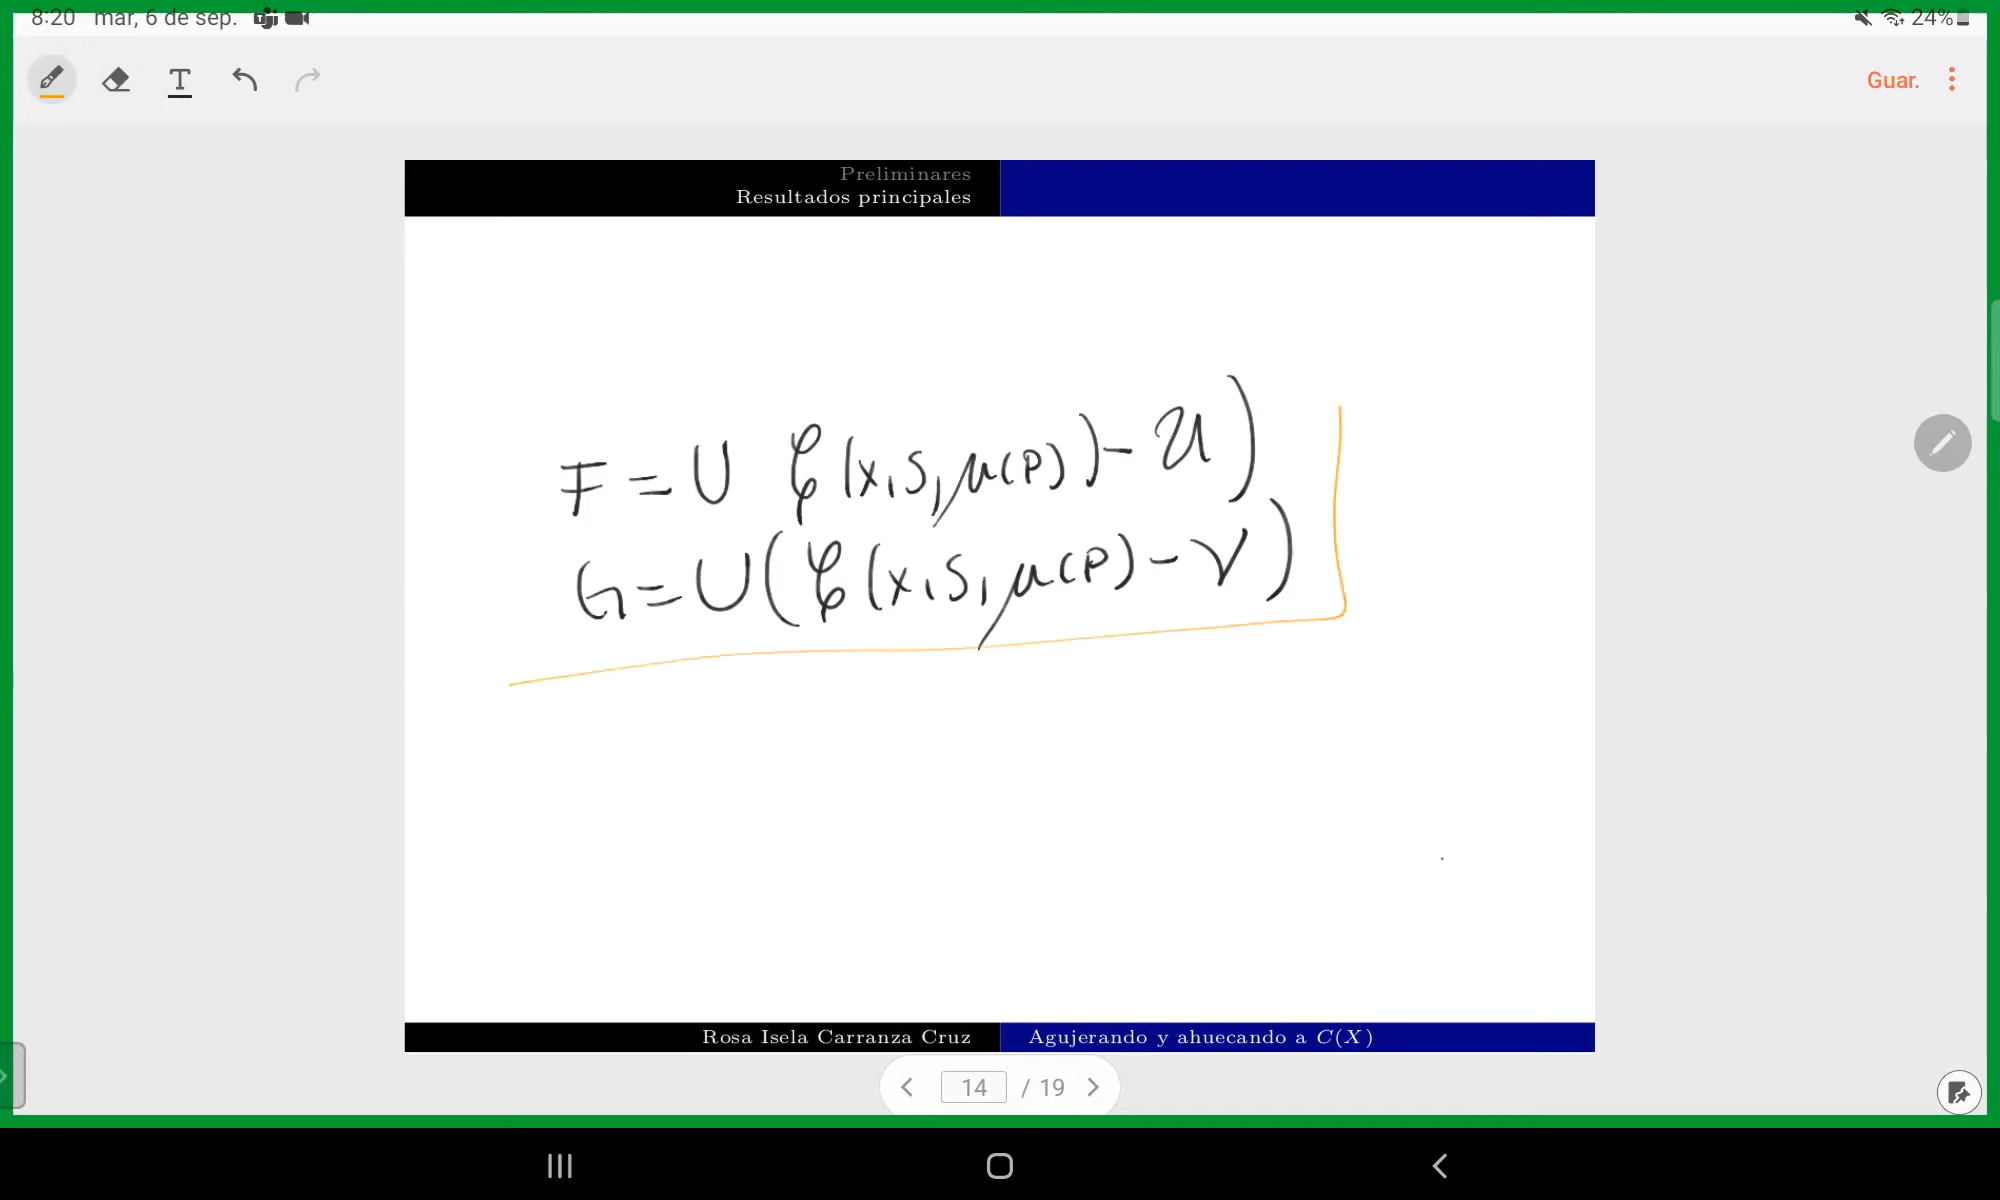 8:20 mar, 6 de sep. 24%
Guar.
Preliminares
Resultados principales
F = U φ(x, s, μ(p)) - U)
G = U(φ(x, s, μ(p) - V)
Rosa Isela Carranza Cruz Agujerando y ahuecando a C(X)
14 / 19